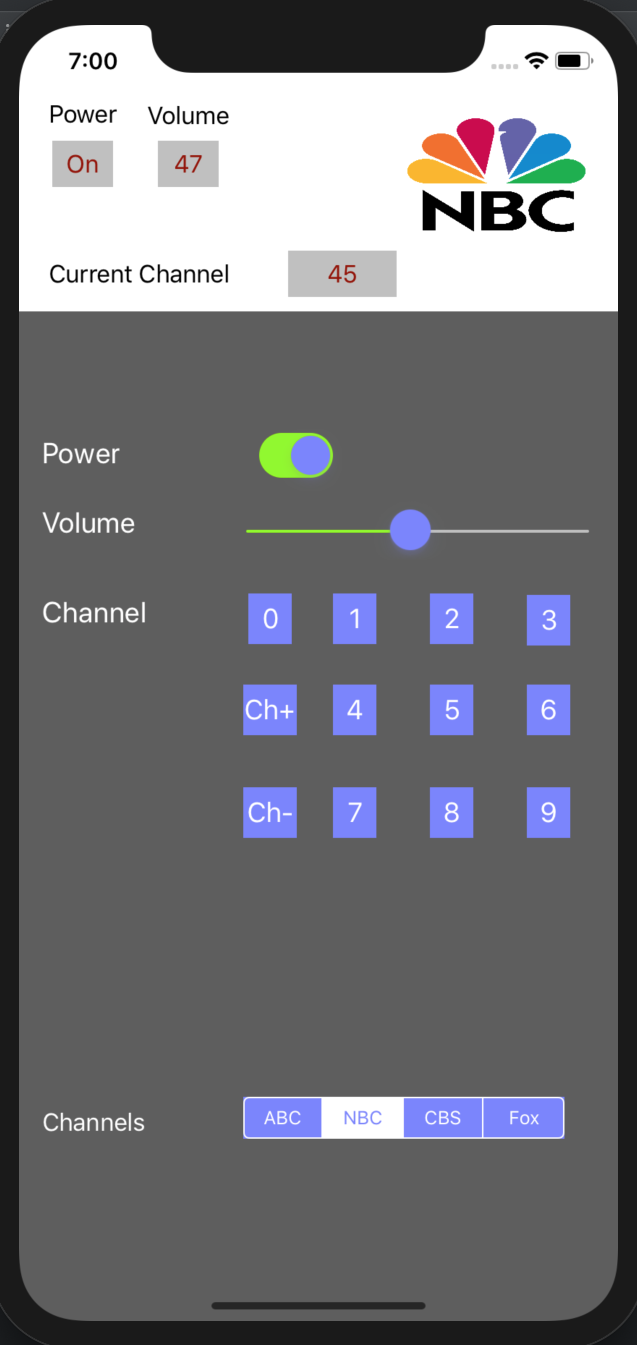 7:00
Power Volume
On 47
NBC
Current Channel 45
Power
Volume
Channel 0 1 2 3
Ch+ 4 5 6
Ch- 7 8 9
Channels ABC NBC CBS Fox